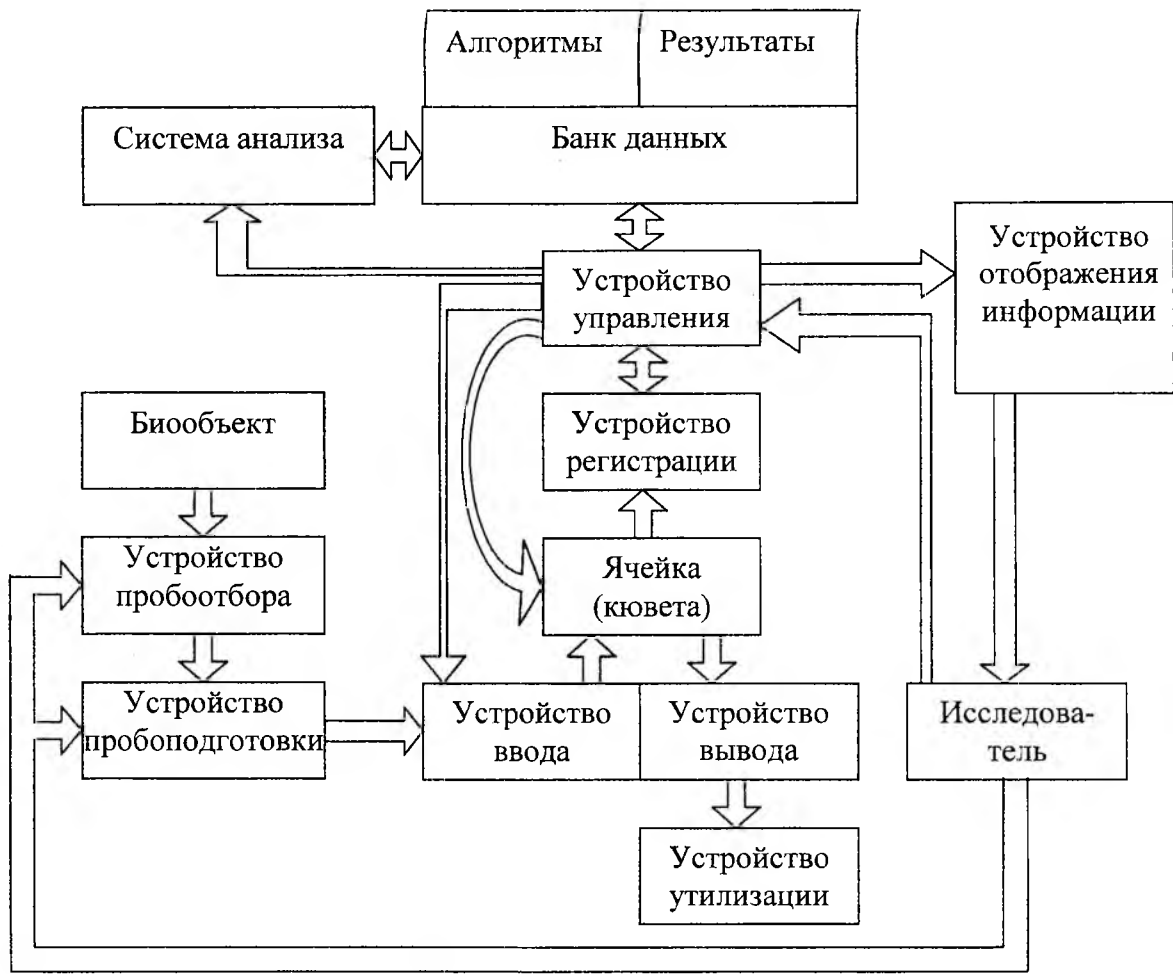 Алгоритмы
Результаты
Система анализа
Банк данных
Устройство
отображения
информации
Устройство
управления
Биообъект
Устройство
регистрации
Устройство
пробоотбора
Ячейка
(кювета)
Устройство
пробоподготовки
Устройство
ввода
Устройство
вывода
Исследова-
тель
Устройство
утилизации